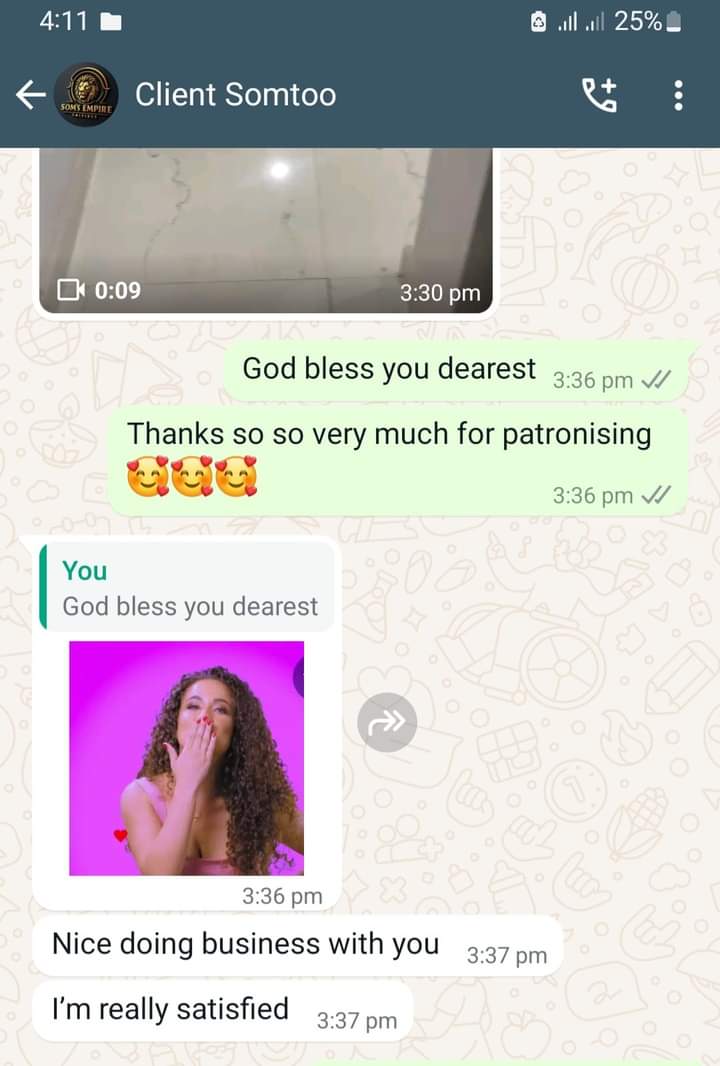 4:11
25%
SOM'S EMPIRE
Client Somtoo
0:09
3:30 pm
God bless you dearest 3:36 pm
Thanks so so very much for patronising
🥰🥰🥰
3:36 pm
You
God bless you dearest
3:36 pm
Nice doing business with you 3:37 pm
I'm really satisfied 3:37 pm